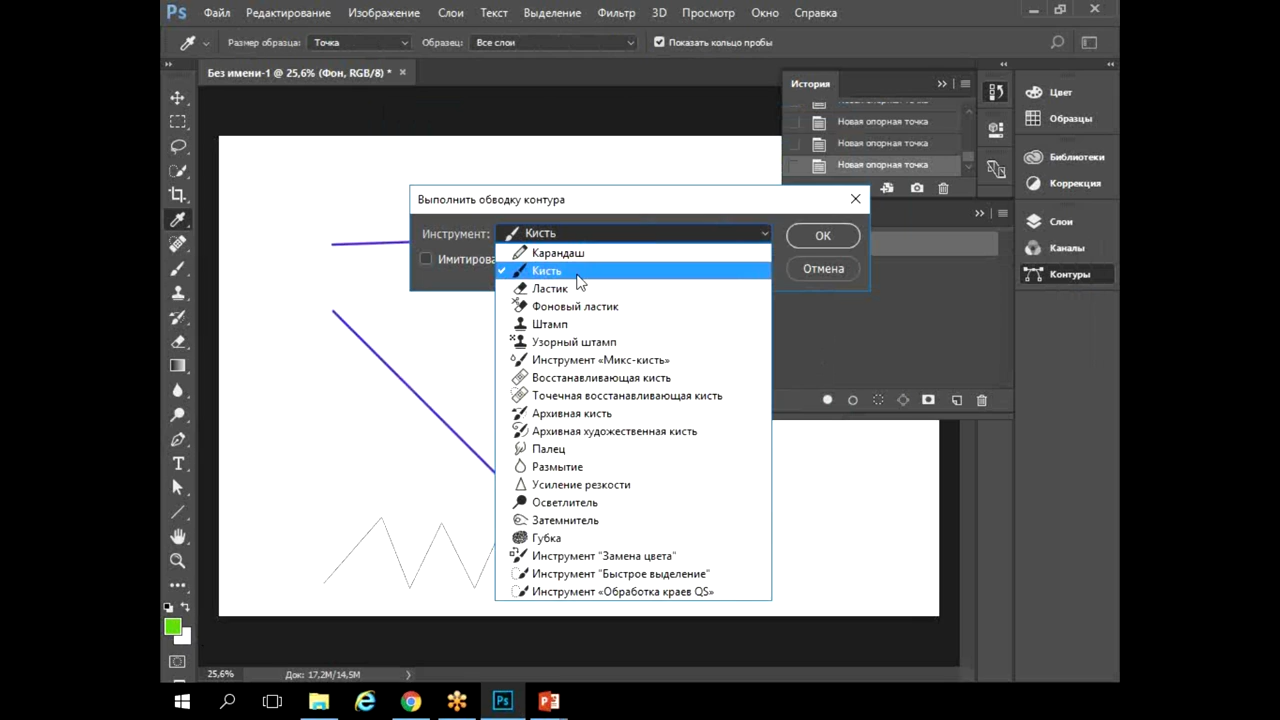 Ps Файл Редактирование Изображение Слои Текст Выделение Фильтр 3D Просмотр Окно Справка
Размер образца: Точка Образец: Все слои Показать кольцо пробы
Без имени-1 @ 25,6% (Фон, RGB/8) *
История
Новая опорная точка
Новая опорная точка
Новая опорная точка
Новая опорная точка
Цвет
Образцы
Библиотеки
Коррекция
Слои
Каналы
Контуры
Выполнить обводку контура
Инструмент: Кисть
Имитирова
OK
Отмена
Карандаш
Кисть
Ластик
Фоновый ластик
Штамп
Узорный штамп
Инструмент «Микс-кисть»
Восстанавливающая кисть
Точечная восстанавливающая кисть
Архивная кисть
Архивная художественная кисть
Палец
Размытие
Усиление резкости
Осветлитель
Затемнитель
Губка
Инструмент "Замена цвета"
Инструмент "Быстрое выделение"
Инструмент «Обработка краев QS»
25,6% Док: 17,2M/14,5M